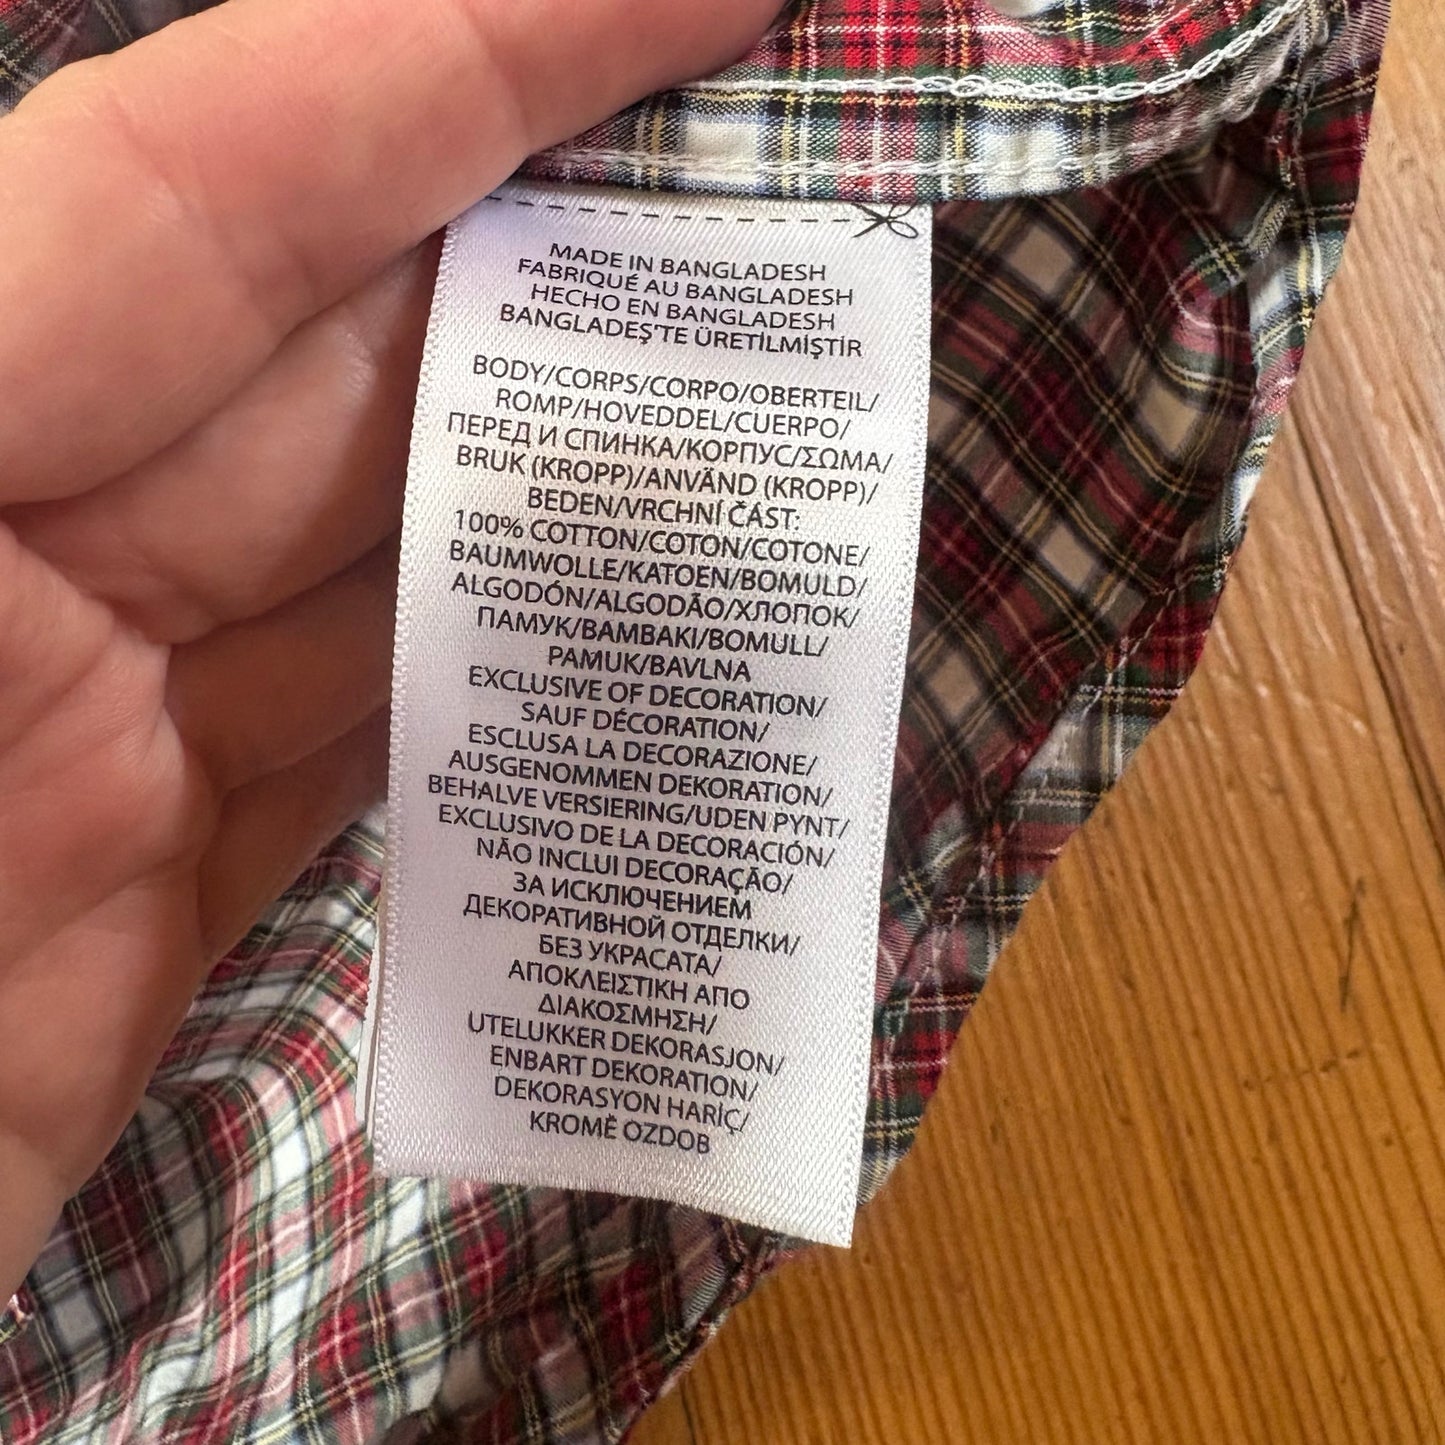 MADE IN BANGLADESH
FABRIQUÉ AU BANGLADESH
HECHO EN BANGLADESH
BANGLADEŞ'TE ÜRETİLMİŞTİR
BODY/CORPS/CORPO/OBERTEIL/
ROMP/HOVEDDEL/CUERPO/
ПЕРЕД И СПИНКА/КОРПУС/ΣΩΜΑ/
BRUK (KROPP)/ANVÄND (KROPP)/
BEDEN/VRCHNÍ ČÁST:
100% COTTON/COTON/COTONE/
BAUMWOLLE/KATOEN/BOMULD/
ALGODÓN/ALGODÃO/ХЛОПОК/
ПАМУК/BAMBAKI/BOMULL/
PAMUK/BAVLNA
EXCLUSIVE OF DECORATION/
SAUF DÉCORATION/
ESCLUSA LA DECORAZIONE/
AUSGENOMMEN DEKORATION/
BEHALVE VERSIERING/UDEN PYNT/
EXCLUSIVO DE LA DECORACIÓN/
NÃO INCLUI DECORAÇÃO/
ЗА ИСКЛЮЧЕНИЕМ
ДЕКОРАТИВНОЙ ОТДЕЛКИ/
БЕЗ УКРАСАТА/
ΑΠΟΚΛΕΙΣΤΙΚΗ ΑΠΟ
ΔΙΑΚΟΣΜΗΣΗ/
UTELUKKER DEKORASJON/
ENBART DEKORATION/
DEKORASYON HARİÇ/
KROMĚ OZDOB